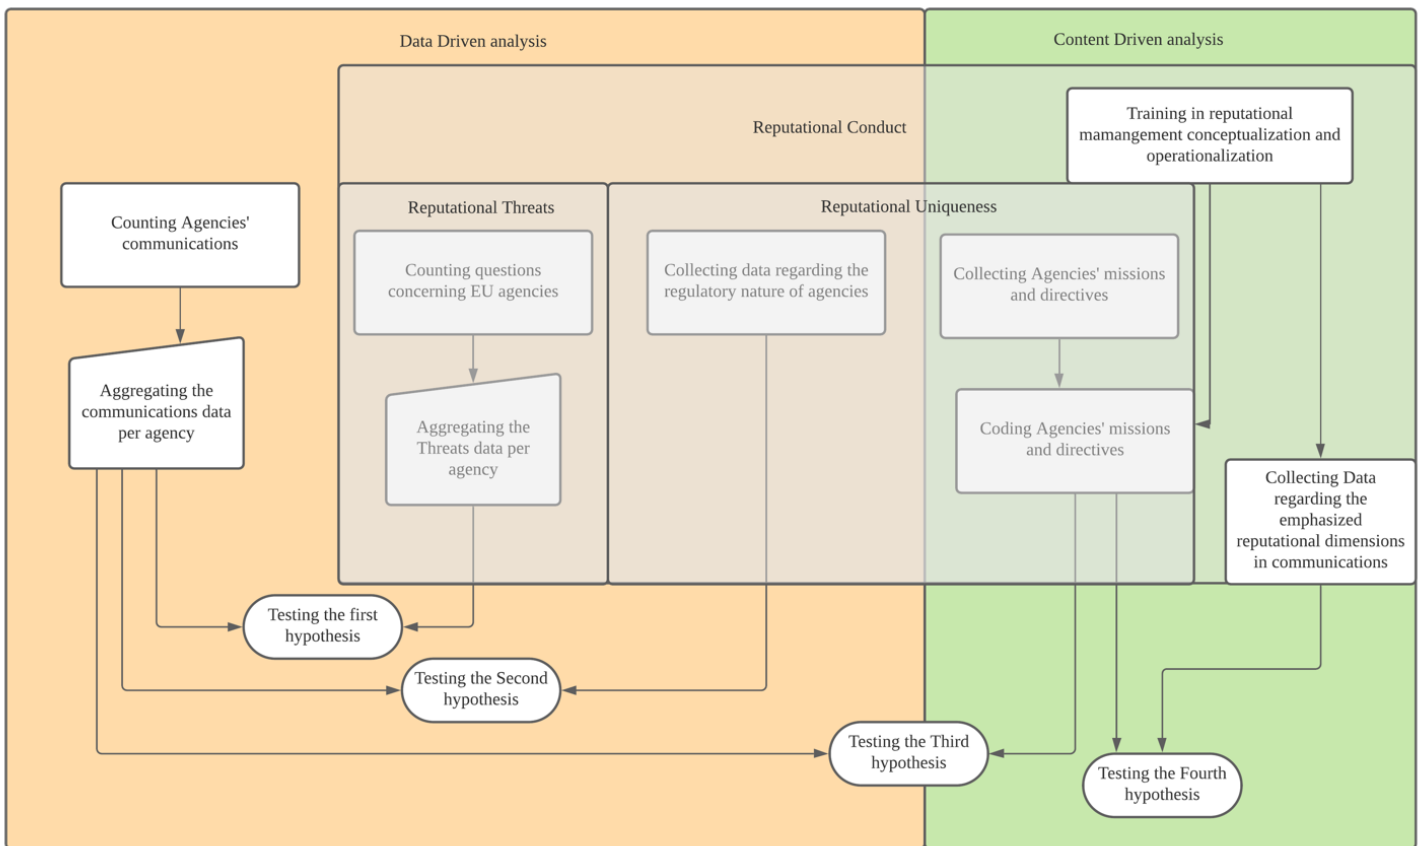 Data Driven analysis
Content Driven analysis
Reputational Conduct
Training in reputational
mamangement conceptualization and
operationalization
Counting Agencies'
communications
Reputational Threats
Reputational Uniqueness
Counting questions
concerning EU agencies
Collecting data regarding the
regulatory nature of agencies
Collecting Agencies' missions
and directives
Aggregating the
communications data
per agency
Aggregating the
Threats data per
agency
Coding Agencies' missions
and directives
Collecting Data
regarding the
emphasized
reputational dimensions
in communications
Testing the first
hypothesis
Testing the Second
hypothesis
Testing the Third
hypothesis
Testing the Fourth
hypothesis